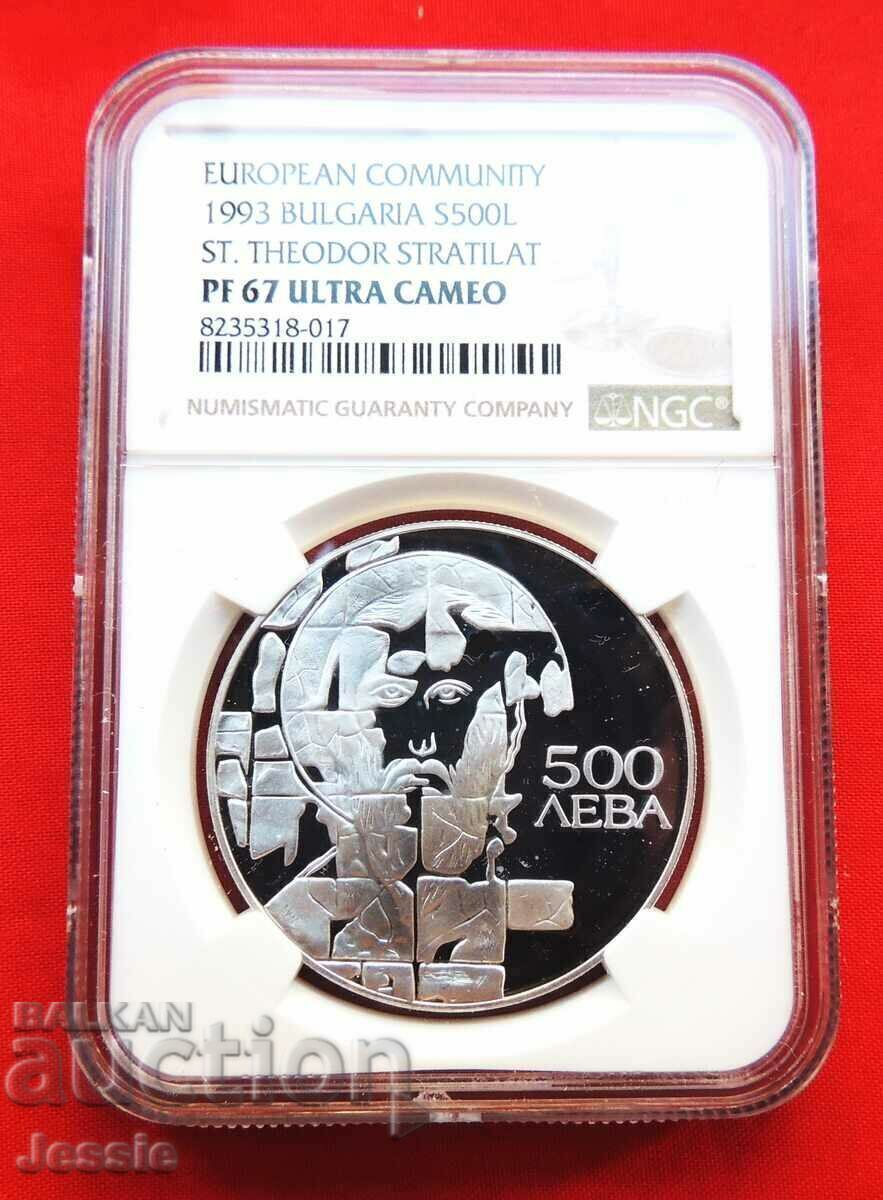 EUROPEAN COMMUNITY
1993 BULGARIA S500L
ST. THEODOR STRATILAT
PF 67 ULTRA CAMEO
8235318-017
NUMISMATIC GUARANTY COMPANY
NGC®
500
ЛЕВА
BALKAN
auction
Jessie